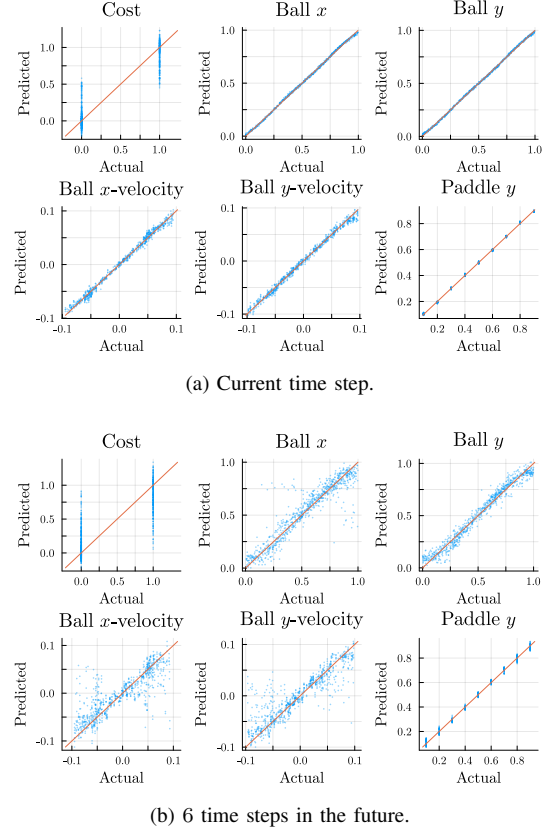 Cost Ball x Ball y
Predicted 1.0 0.5 0.0
Predicted 1.0 0.5 0.0
Predicted 1.0 0.5 0.0
0.0 0.5 1.0
0.0 0.5 1.0
0.0 0.5 1.0
Actual Actual Actual
Ball x-velocity Ball y-velocity Paddle y
Predicted 0.1 0.0 -0.1
Predicted 0.1 0.0 -0.1
Predicted 0.8 0.6 0.4 0.2
-0.1 0.0 0.1
-0.1 0.0 0.1
0.2 0.4 0.6 0.8
Actual Actual Actual
(a) Current time step.
Cost Ball x Ball y
Predicted 1.0 0.5 0.0
Predicted 1.0 0.5 0.0
Predicted 1.0 0.5 0.0
0.0 0.5 1.0
0.0 0.5 1.0
0.0 0.5 1.0
Actual Actual Actual
Ball x-velocity Ball y-velocity Paddle y
Predicted 0.1 0.0 -0.1
Predicted 0.1 0.0 -0.1
Predicted 0.8 0.6 0.4 0.2
-0.1 0.0 0.1
-0.1 0.0 0.1
0.2 0.4 0.6 0.8
Actual Actual Actual
(b) 6 time steps in the future.